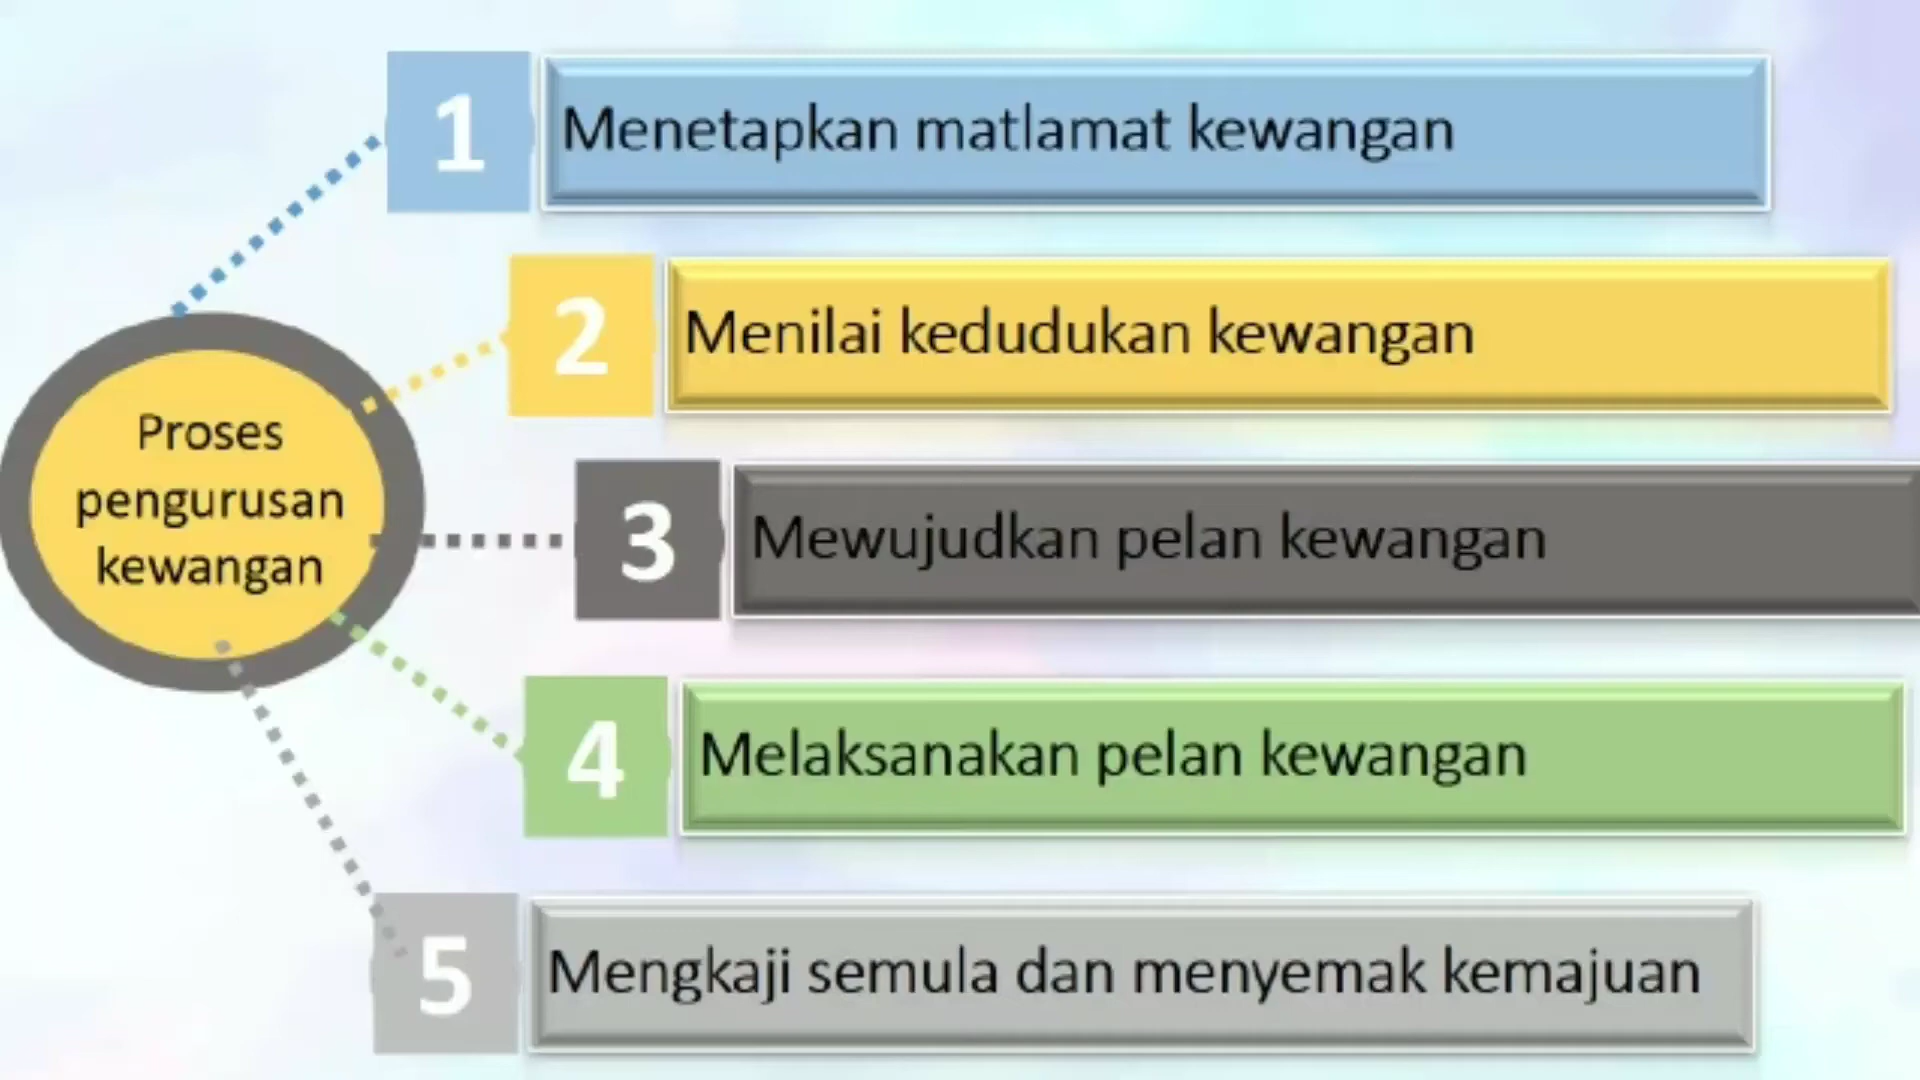 1
Menetapkan matlamat kewangan
2
Menilai kedudukan kewangan
Proses
pengurusan
kewangan
3
Mewujudkan pelan kewangan
4
Melaksanakan pelan kewangan
5
Mengkaji semula dan menyemak kemajuan